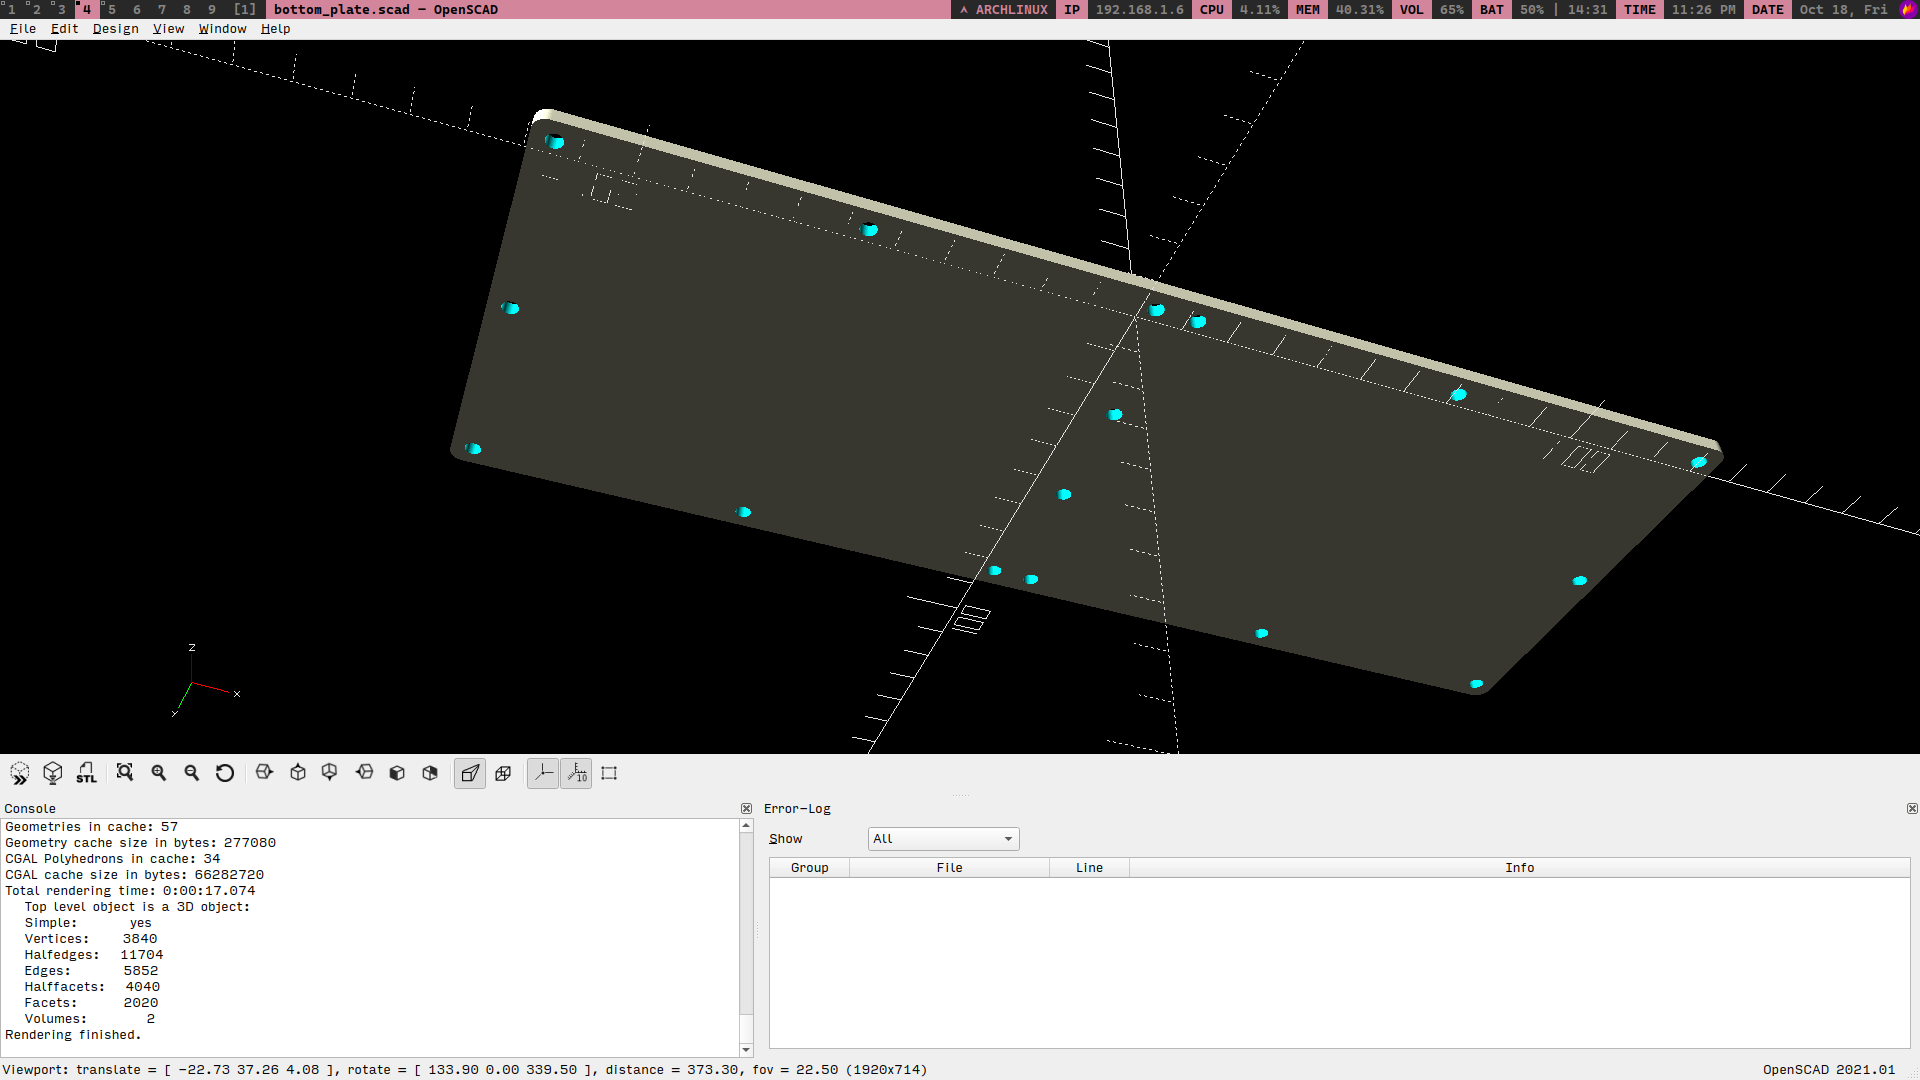 1 2 3 4 5 6 7 8 9 [1] bottom_plate.scad — OpenSCAD ARCHLINUX IP 192.168.1.6 CPU 4.11% MEM 40.31% VOL 65% BAT 50% | 14:31 TIME 11:26 PM DATE Oct 18, Fri
File Edit Design View Window Help
Z
X
Y
STL
10
Console
Geometries in cache: 57
Geometry cache size in bytes: 277080
CGAL Polyhedrons in cache: 34
CGAL cache size in bytes: 66282720
Total rendering time: 0:00:17.074
Top level object is a 3D object:
Simple: yes
Vertices: 3840
Halfedges: 11704
Edges: 5852
Halffacets: 4040
Facets: 2020
Volumes: 2
Rendering finished.
Error-Log
Show All
Group File Line Info
Viewport: translate = [ -22.73 37.26 4.08 ], rotate = [ 133.90 0.00 339.50 ], distance = 373.30, fov = 22.50 (1920x714) OpenSCAD 2021.01